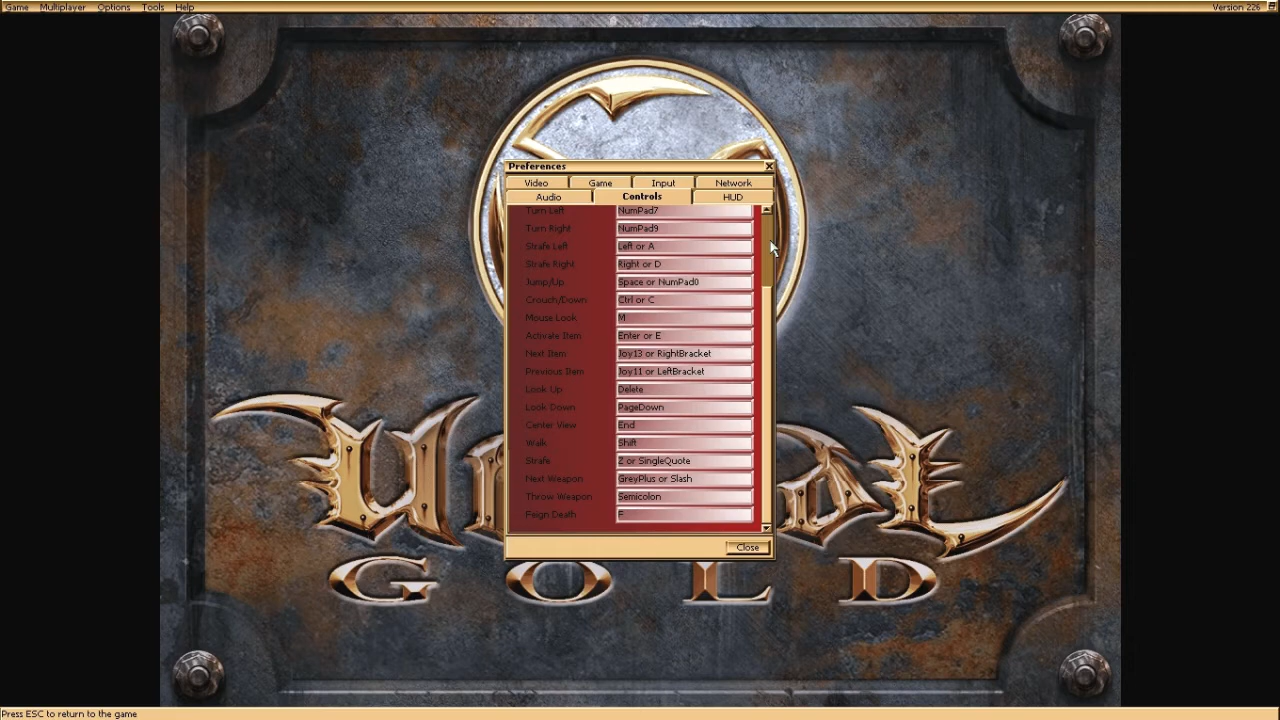 Game Multiplayer Options Tools Help Version 226
Preferences
Video Game Input Network
Audio Controls HUD
Turn Left NumPad7
Turn Right NumPad9
Strafe Left Left or A
Strafe Right Right or D
Jump/Up Space or NumPad0
Crouch/Down Ctrl or C
Mouse Look M
Activate Item Enter or E
Next Item Joy13 or RightBracket
Previous Item Joy11 or LeftBracket
Look Up Delete
Look Down PageDown
Center View End
Walk Shift
Strafe Z or SingleQuote
Next Weapon GreyPlus or Slash
Throw Weapon Semicolon
Feign Death F
Close
GOLD
Press ESC to return to the game